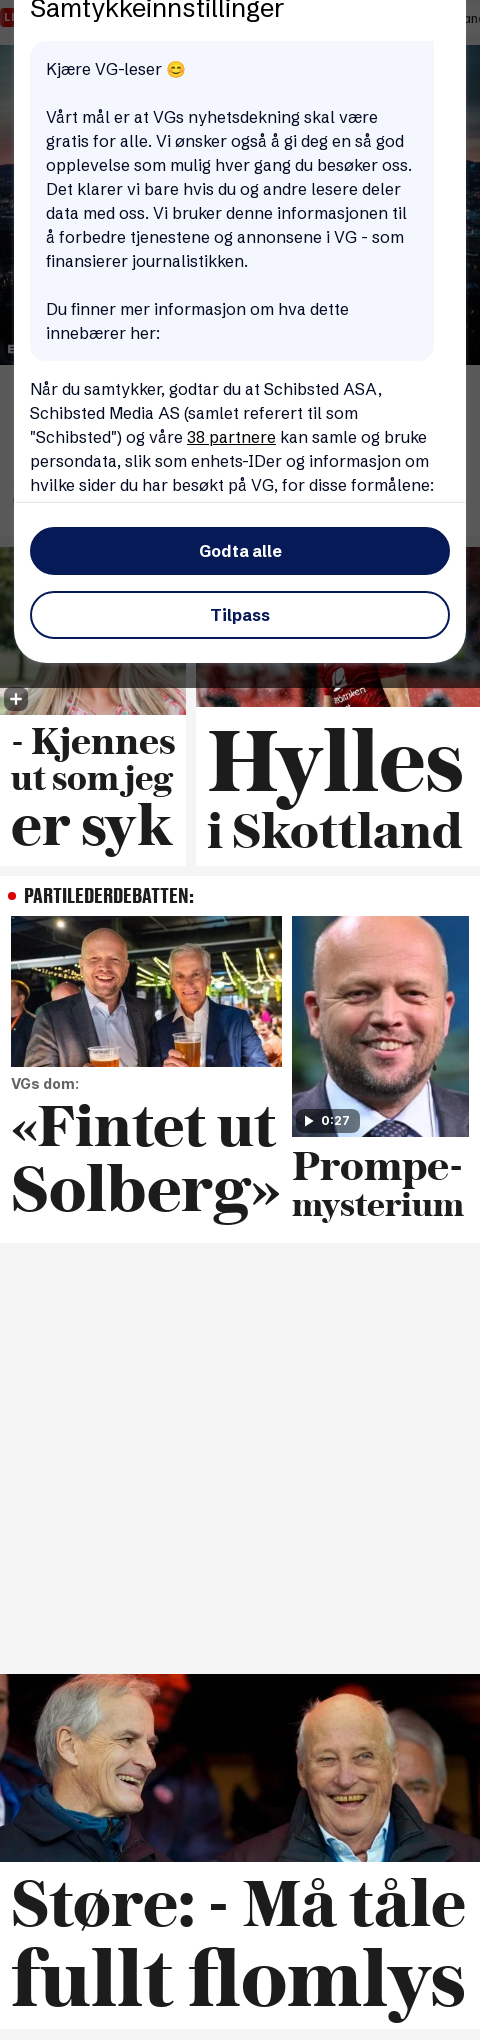 Samtykkeinnstillinger
Kjære VG-leser 😊
Vårt mål er at VGs nyhetsdekning skal være
gratis for alle. Vi ønsker også å gi deg en så god
opplevelse som mulig hver gang du besøker oss.
Det klarer vi bare hvis du og andre lesere deler
data med oss. Vi bruker denne informasjonen til
å forbedre tjenestene og annonsene i VG - som
finansierer journalistikken.
Du finner mer informasjon om hva dette
innebærer her:
Når du samtykker, godtar du at Schibsted ASA,
Schibsted Media AS (samlet referert til som
"Schibsted") og våre 38 partnere kan samle og bruke
persondata, slik som enhets-IDer og informasjon om
hvilke sider du har besøkt på VG, for disse formålene:
Godta alle
Tilpass
- Kjennes
ut som jeg
er syk
Hylles
i Skottland
PARTILEDERDEBATTEN:
VGs dom:
«Fintet ut
Solberg»
0:27
Prompe-
mysterium
Støre: - Må tåle
fullt flomlys